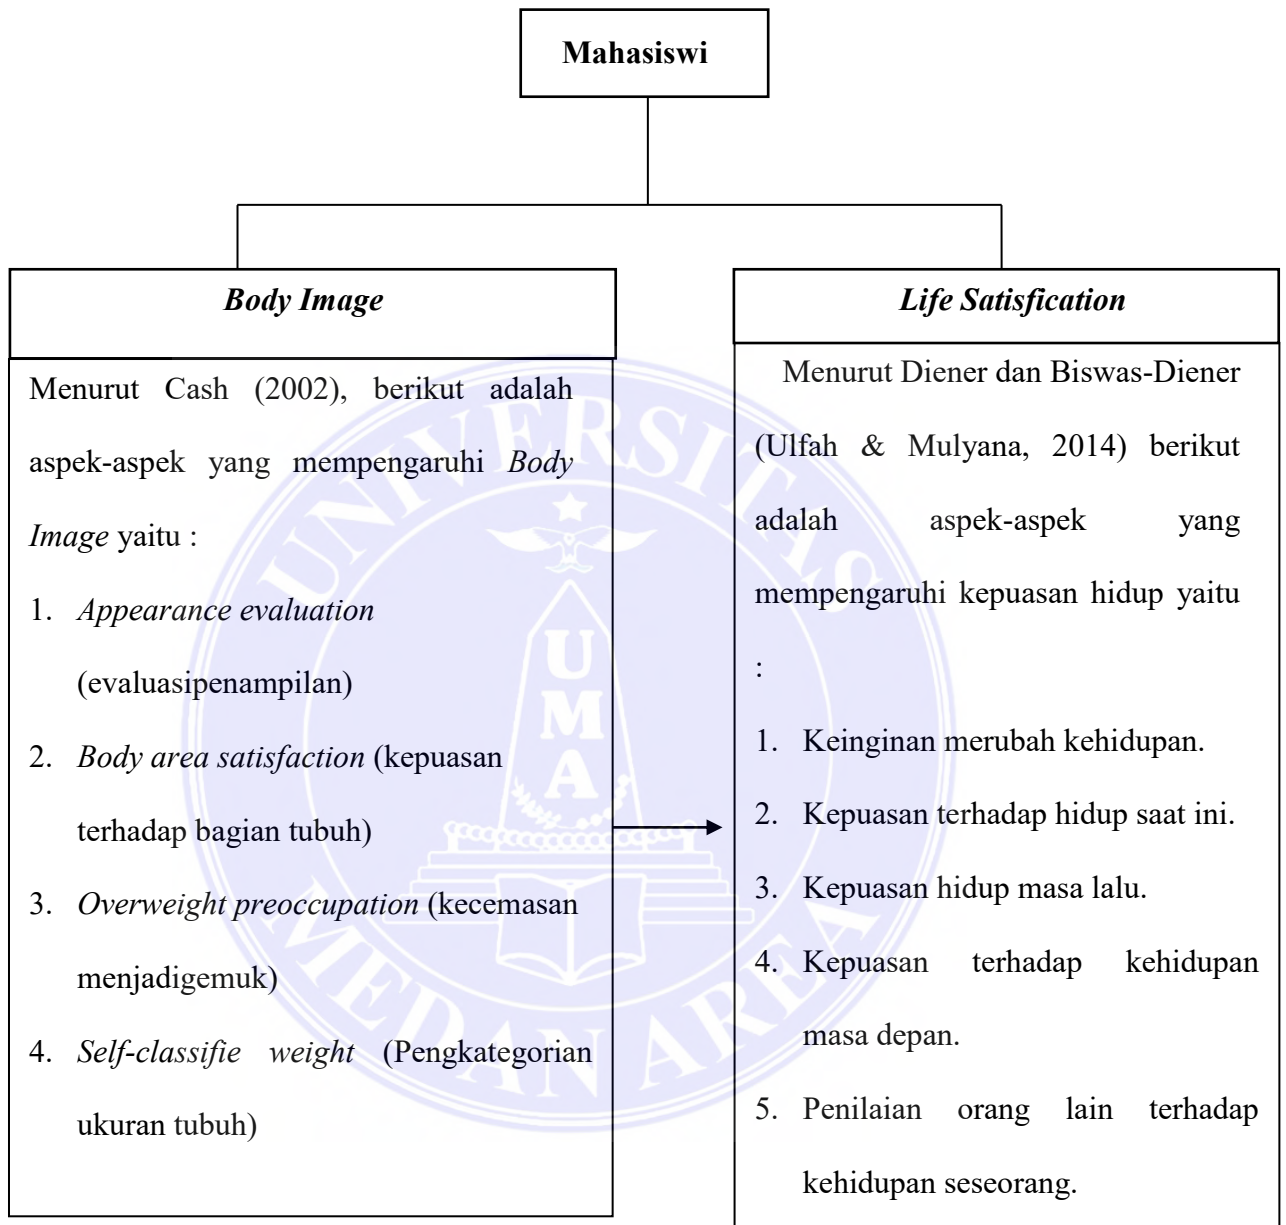 Mahasiswi
Body Image
Menurut Cash (2002), berikut adalah
aspek-aspek yang mempengaruhi Body
Image yaitu :
1. Appearance evaluation
(evaluasipenampilan)
2. Body area satisfaction (kepuasan
terhadap bagian tubuh)
3. Overweight preoccupation (kecemasan
menjadigemuk)
4. Self-classifie weight (Pengkategorian
ukuran tubuh)
Life Satisfication
Menurut Diener dan Biswas-Diener
(Ulfah & Mulyana, 2014) berikut
adalah aspek-aspek yang
mempengaruhi kepuasan hidup yaitu
:
1. Keinginan merubah kehidupan.
2. Kepuasan terhadap hidup saat ini.
3. Kepuasan hidup masa lalu.
4. Kepuasan terhadap kehidupan
masa depan.
5. Penilaian orang lain terhadap
kehidupan seseorang.
UNIVERSITAS
UMA
MEDAN AREA